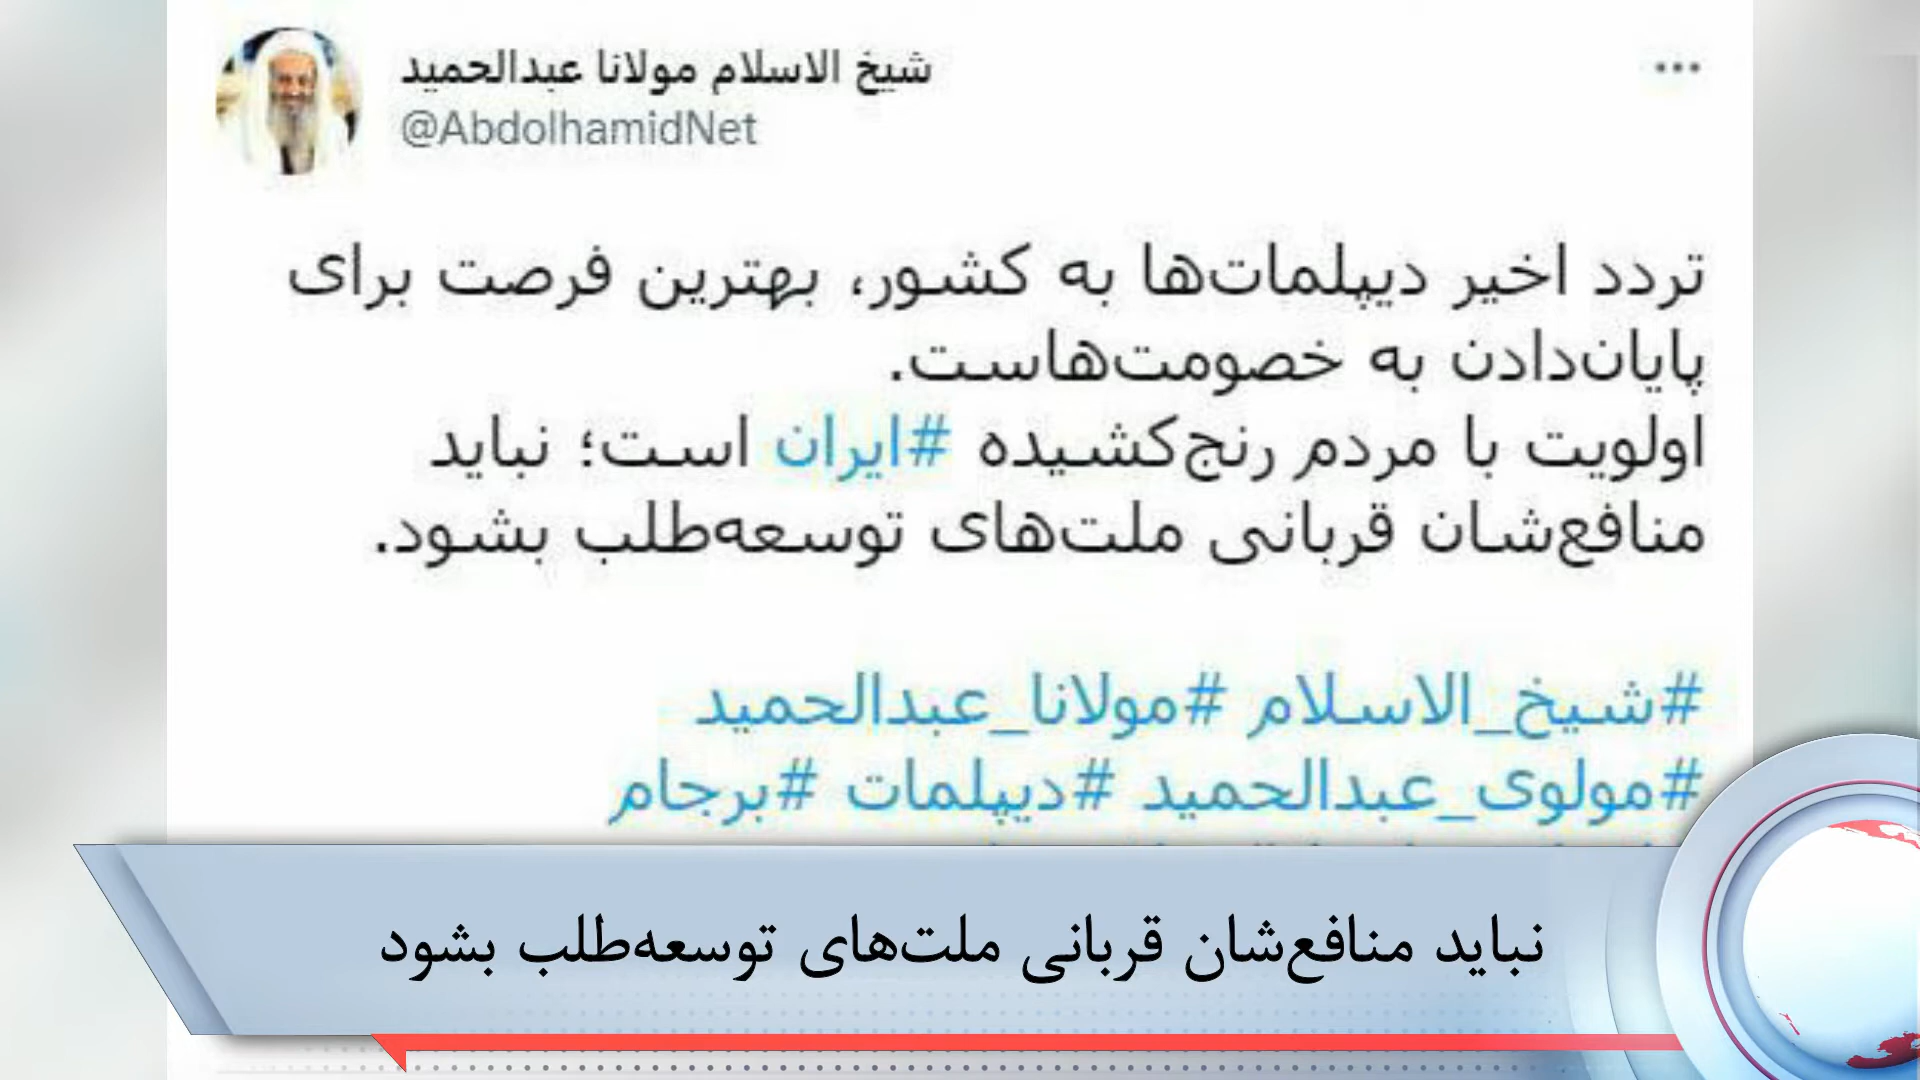 شیخ الاسلام مولانا عبدالحمید
@AbdolhamidNet
تردد اخیر دیپلمات‌ها به کشور، بهترین فرصت برای
پایان‌دادن به خصومت‌هاست.
اولویت با مردم رنج‌کشیده #ایران است؛ نباید
منافع‌شان قربانی ملت‌های توسعه‌طلب بشود.
#شیخ_الاسلام #مولانا_عبدالحمید
#مولوی_عبدالحمید #دیپلمات #برجام
نباید منافع‌شان قربانی ملت‌های توسعه‌طلب بشود